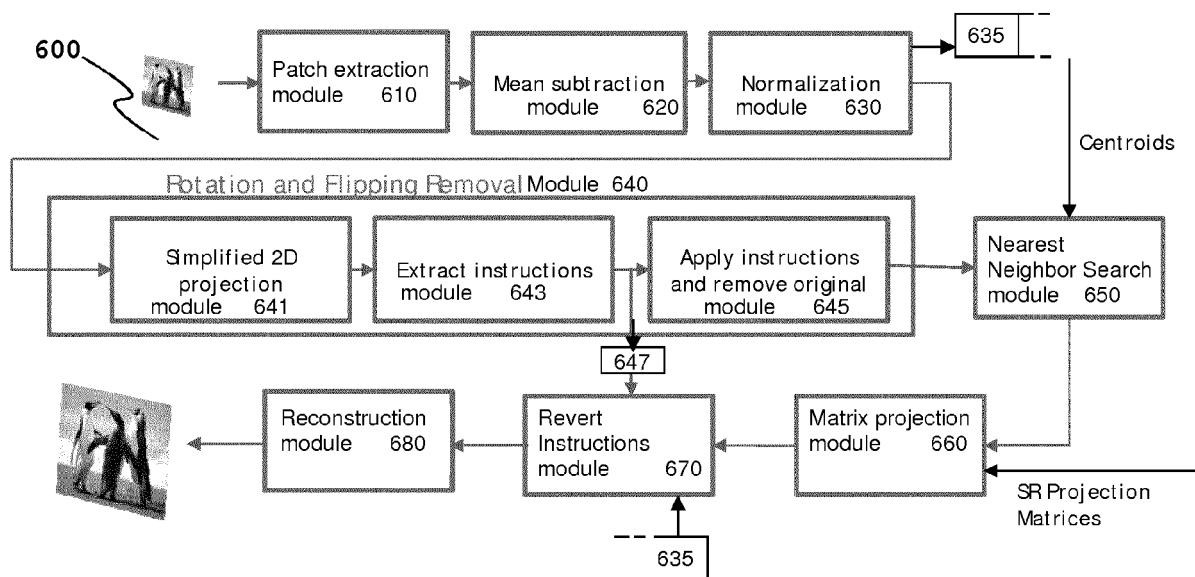 600
Patch extraction
module 610
Mean subtraction
module 620
Normalization
module 630
635
Centroids
Rotation and Flipping Removal Module 640
Simplified 2D
projection
module 641
Extract instructions
module 643
Apply instructions
and remove original
module 645
Nearest
Neighbor Search
module 650
647
Reconstruction
module 680
Revert
Instructions
module 670
Matrix projection
module 660
SR Projection
Matrices
635